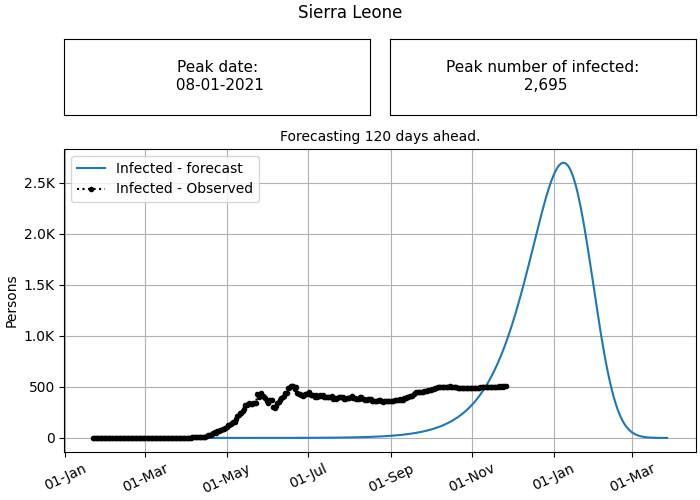 Sierra Leone
Peak date:
08-01-2021
Peak number of infected:
2,695
Forecasting 120 days ahead.
Infected - forecast
Infected - Observed
Persons
2.5K
2.0K
1.5K
1.0K
500
0
01-Jan
01-Mar
01-May
01-Jul
01-Sep
01-Nov
01-Jan
01-Mar